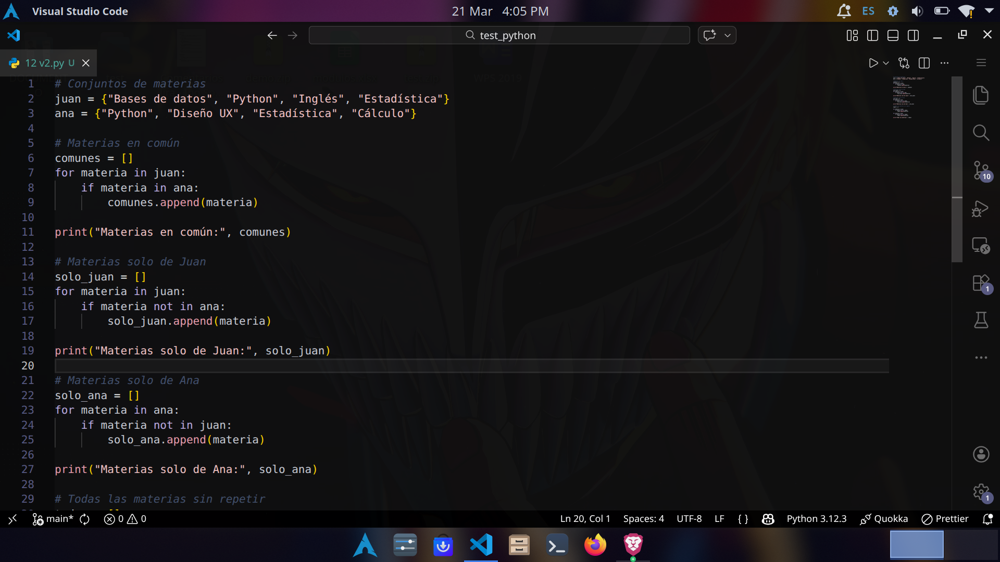 Visual Studio Code
21 Mar 4:05 PM
ES
test_python
12 v2.py U
WPS 2019
1 # Conjuntos de materias
2 juan = {"Bases de datos", "Python", "Inglés", "Estadística"}
3 ana = {"Python", "Diseño UX", "Estadística", "Cálculo"}
4
5 # Materias en común
6 comunes = []
7 for materia in juan:
8 if materia in ana:
9 comunes.append(materia)
10
11 print("Materias en común:", comunes)
12
13 # Materias solo de Juan
14 solo_juan = []
15 for materia in juan:
16 if materia not in ana:
17 solo_juan.append(materia)
18
19 print("Materias solo de Juan:", solo_juan)
20
21 # Materias solo de Ana
22 solo_ana = []
23 for materia in ana:
24 if materia not in juan:
25 solo_ana.append(materia)
26
27 print("Materias solo de Ana:", solo_ana)
28
29 # Todas las materias sin repetir
10
1
1
main* 0 0
Ln 20, Col 1 Spaces: 4 UTF-8 LF { } Python 3.12.3 Quokka Prettier